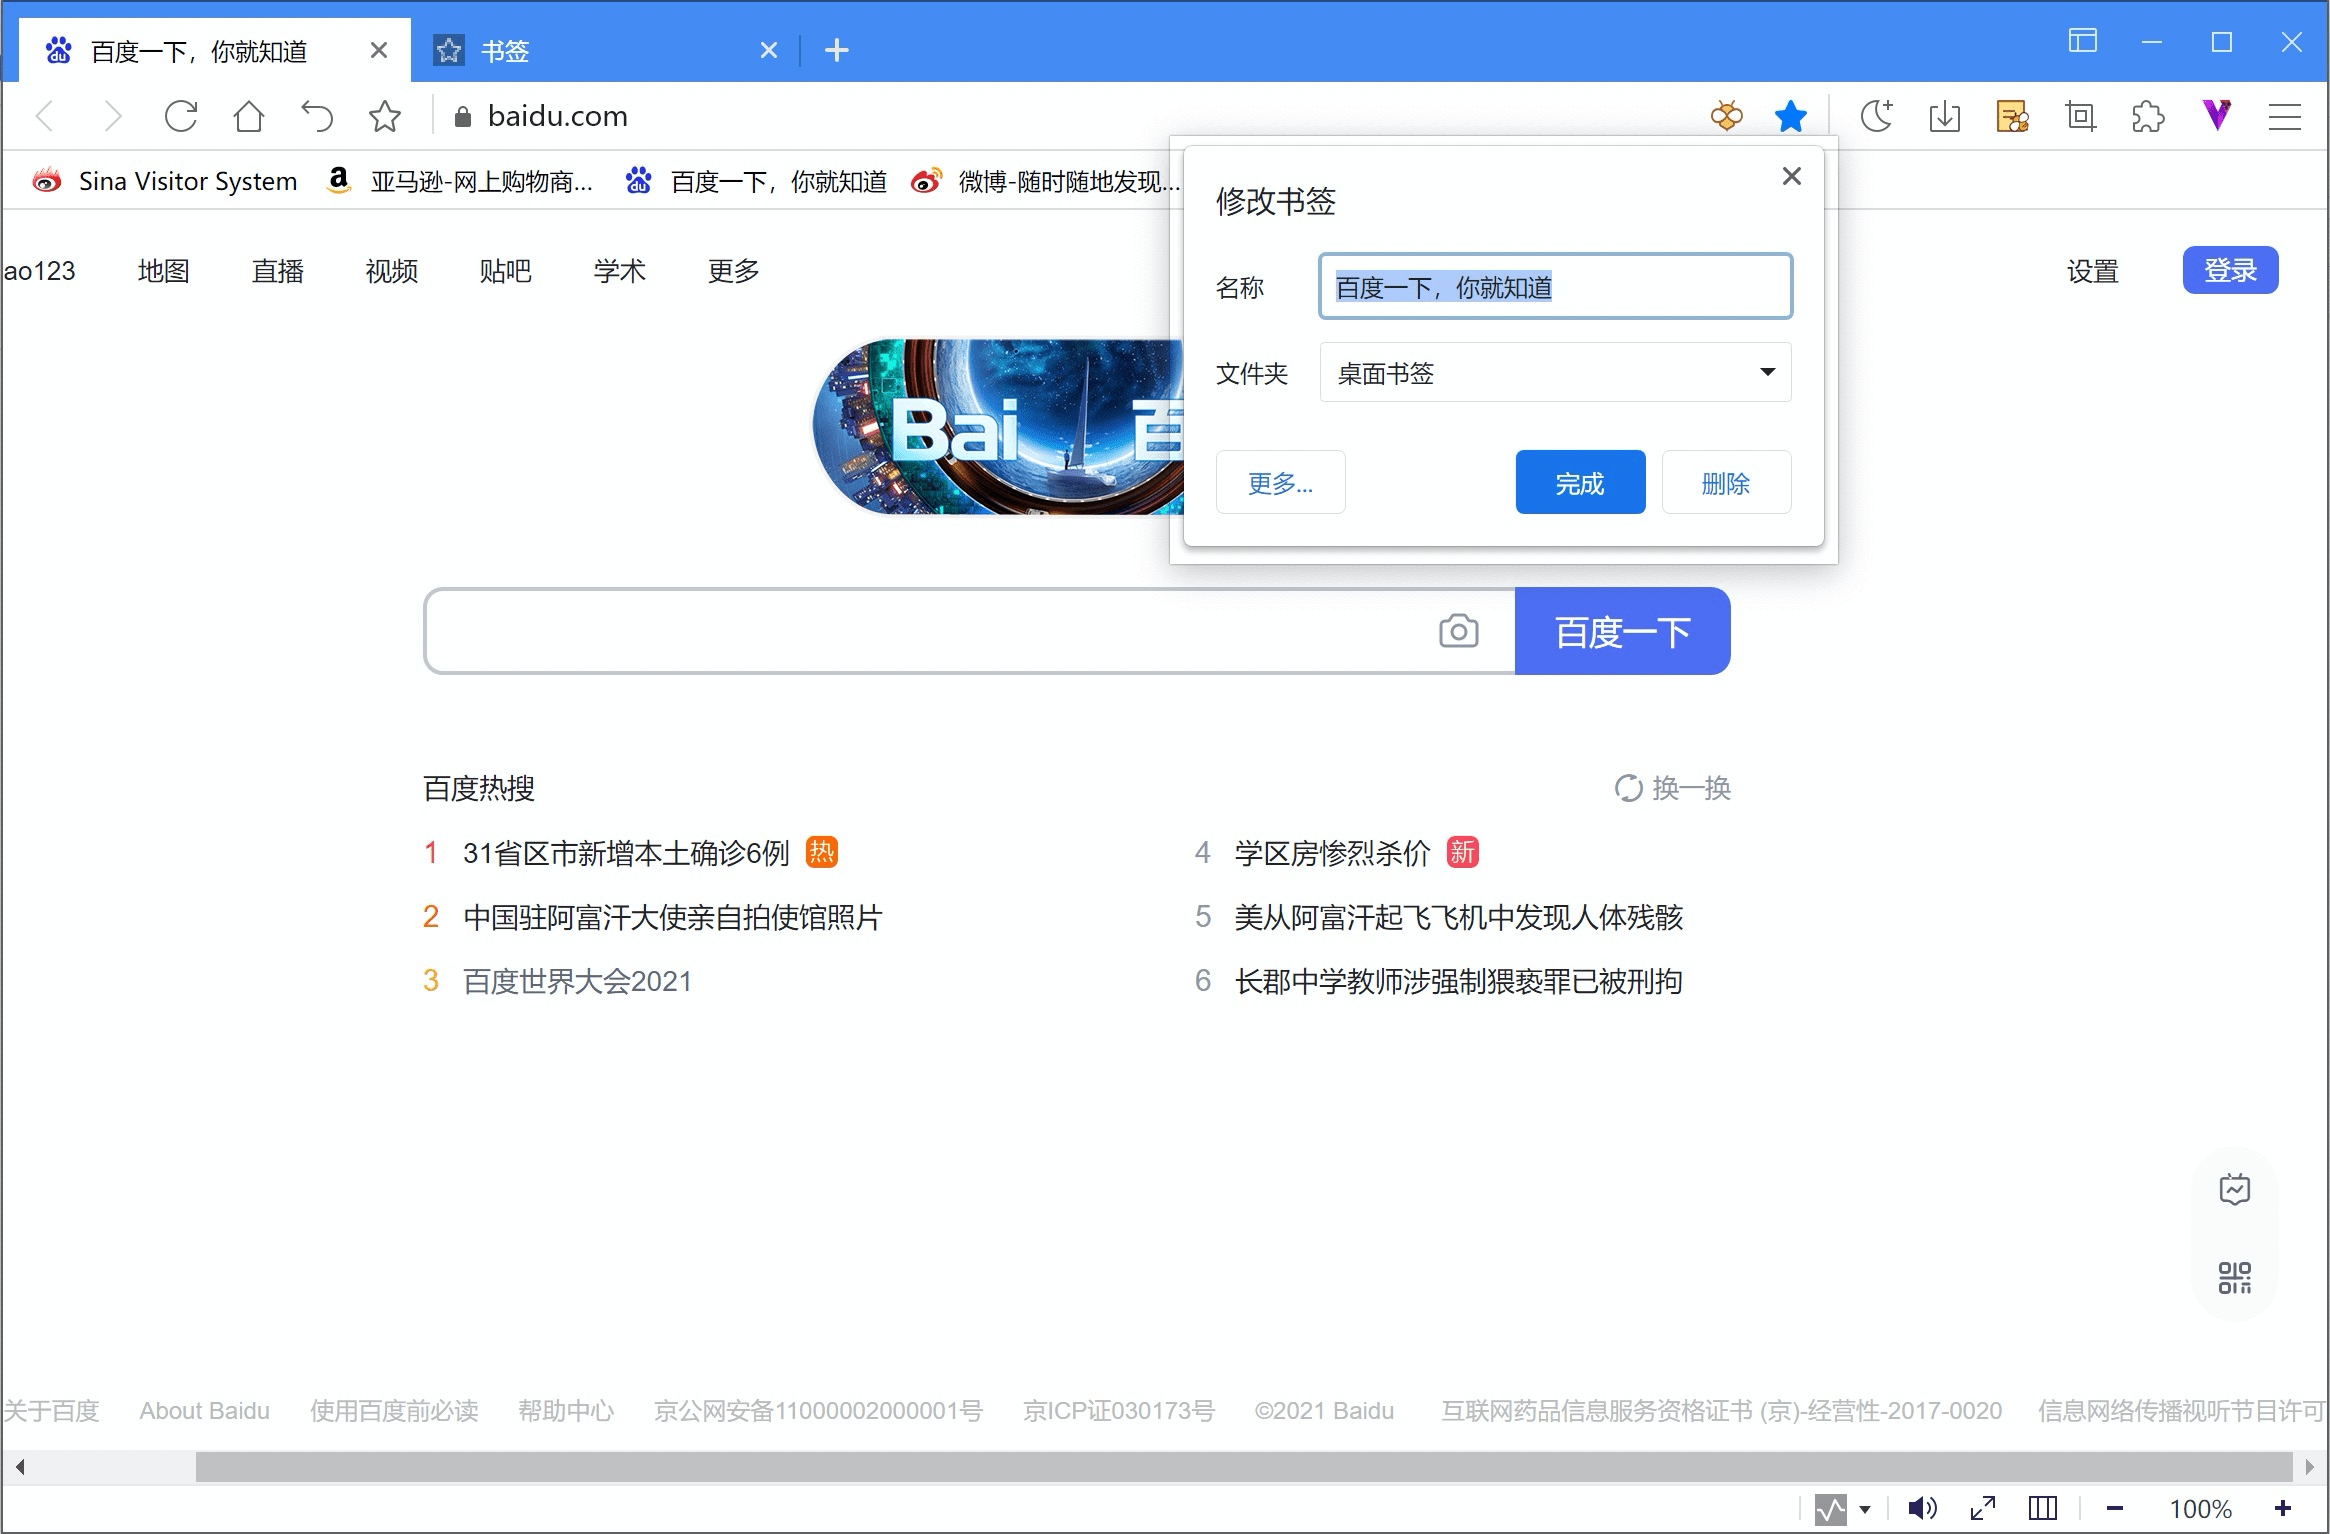 百度一下，你就知道
书签
baidu.com
Sina Visitor System
亚马逊-网上购物商...
百度一下，你就知道
微博-随时随地发现...
修改书签
名称
百度一下，你就知道
文件夹
桌面书签
更多...
完成
删除
ao123
地图
直播
视频
贴吧
学术
更多
设置
登录
Bai
百
百度一下
百度热搜
换一换
1 31省区市新增本土确诊6例 热
2 中国驻阿富汗大使亲自拍使馆照片
3 百度世界大会2021
4 学区房惨烈杀价 新
5 美从阿富汗起飞飞机中发现人体残骸
6 长郡中学教师涉强制猥亵罪已被刑拘
关于百度
About Baidu
使用百度前必读
帮助中心
京公网安备11000002000001号
京ICP证030173号
©2021 Baidu
互联网药品信息服务资格证书 (京)-经营性-2017-0020
信息网络传播视听节目许可
100%